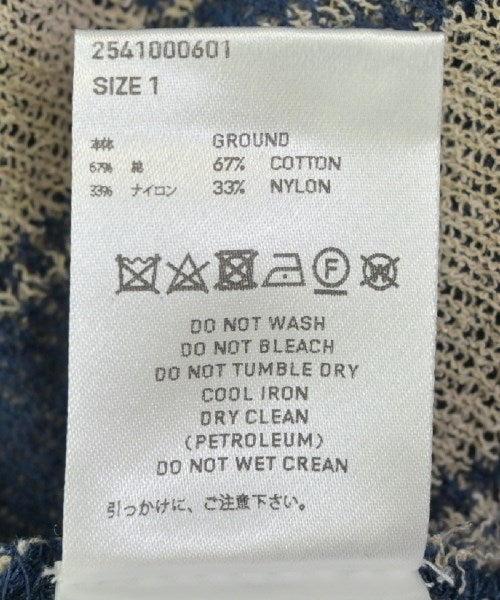 2541000601
SIZE 1
本体 GROUND
67% 綿 67% COTTON
33% ナイロン 33% NYLON
F W
DO NOT WASH
DO NOT BLEACH
DO NOT TUMBLE DRY
COOL IRON
DRY CLEAN
(PETROLEUM)
DO NOT WET CREAN
引っかけに、ご注意下さい。